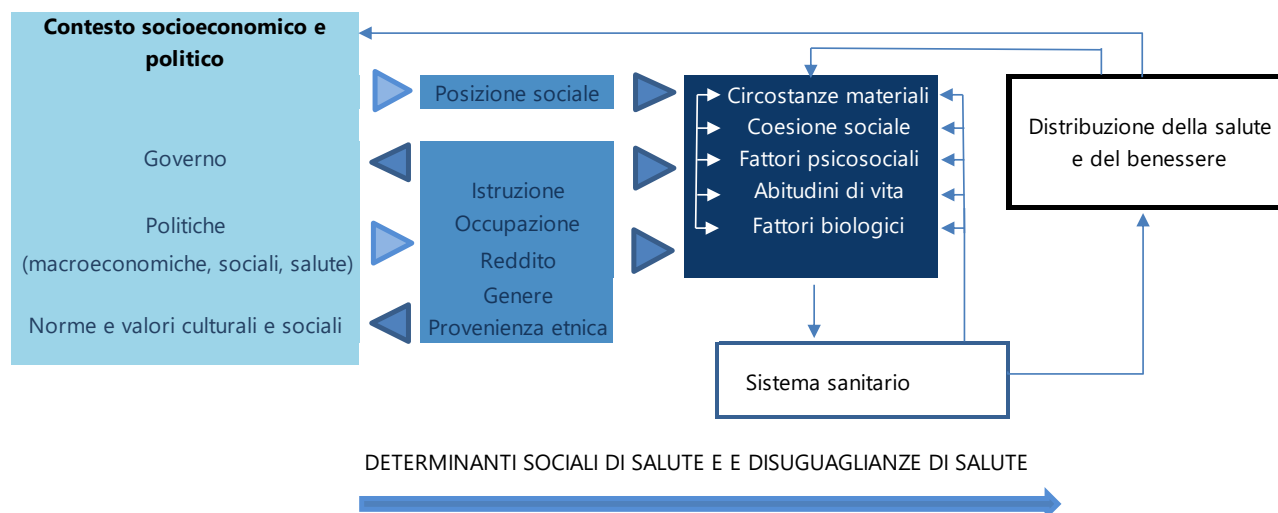 Contesto socioeconomico e
politico
Governo
Politiche
(macroeconomiche, sociali, salute)
Norme e valori culturali e sociali
Posizione sociale
Istruzione
Occupazione
Reddito
Genere
Provenienza etnica
Circostanze materiali
Coesione sociale
Fattori psicosociali
Abitudini di vita
Fattori biologici
Distribuzione della salute
e del benessere
Sistema sanitario
DETERMINANTI SOCIALI DI SALUTE E E DISUGUAGLIANZE DI SALUTE